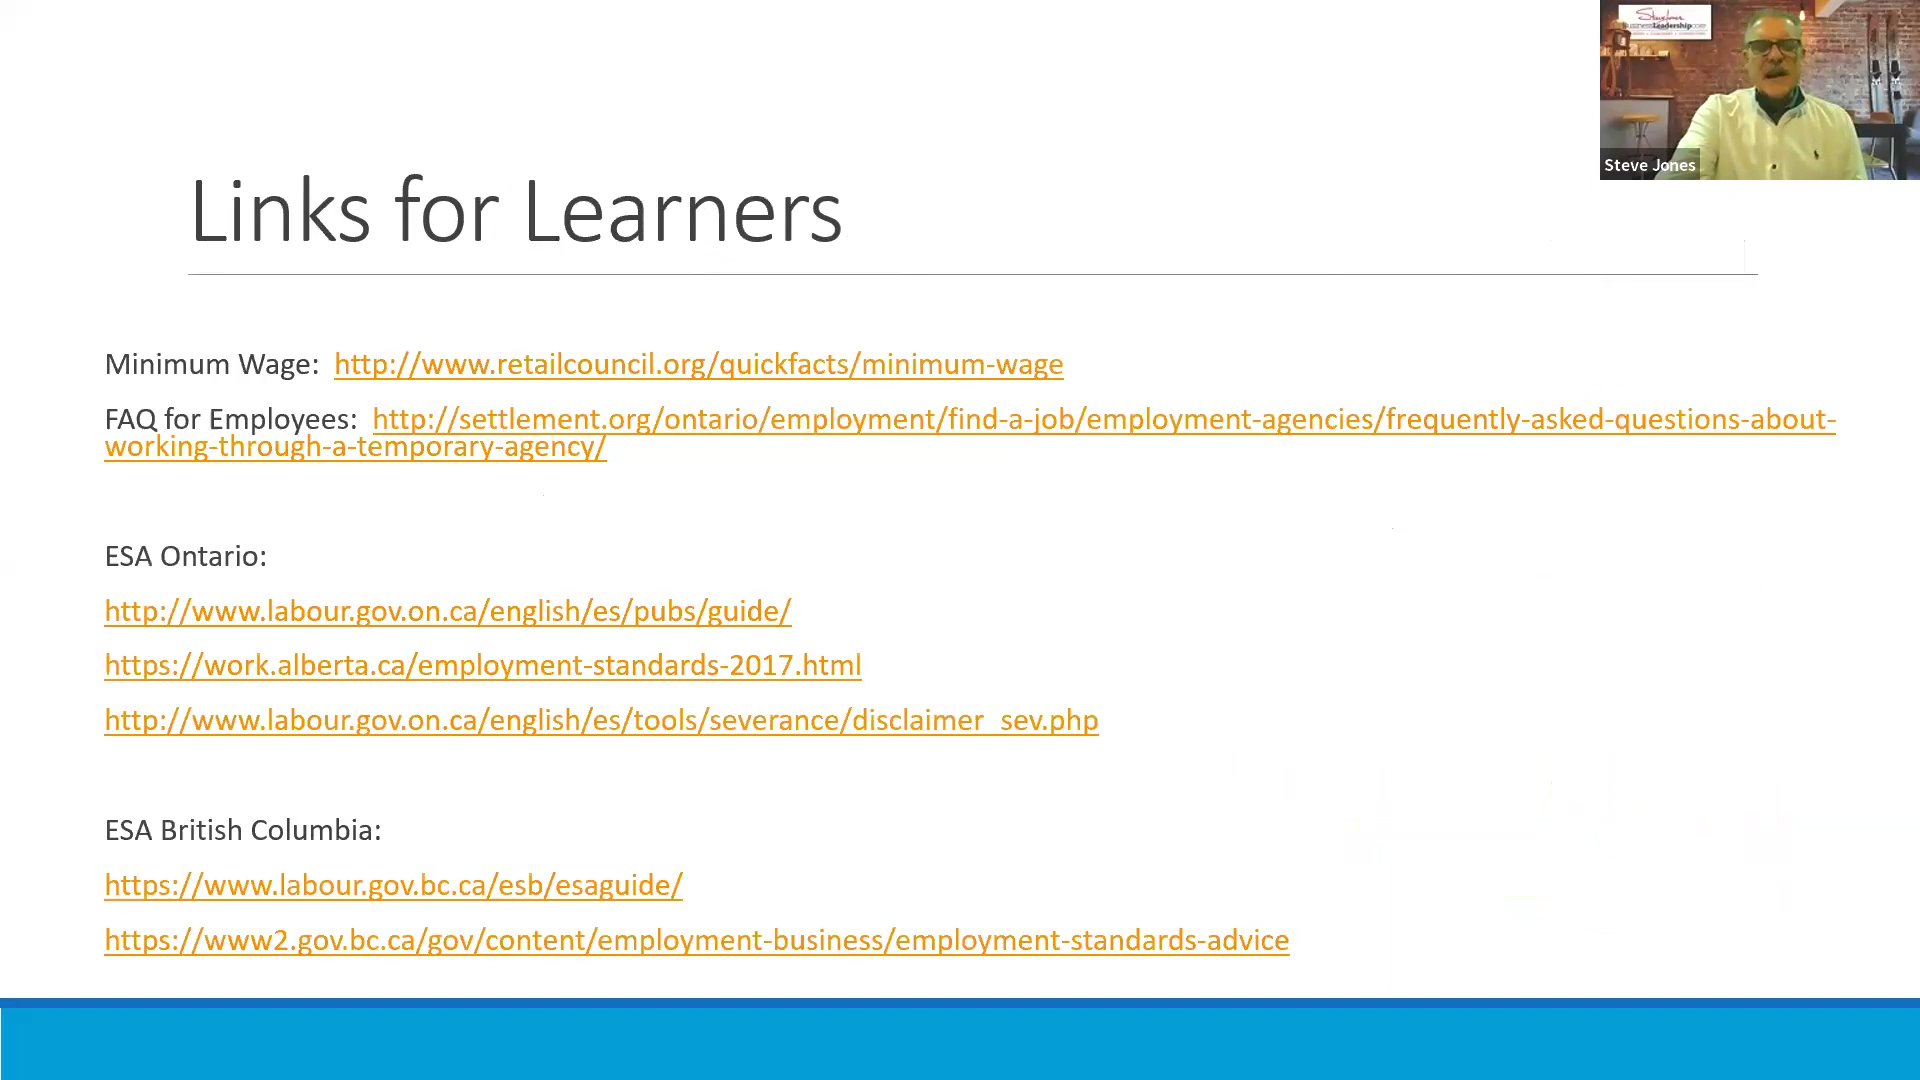 Steve Jones
Links for Learners
Minimum Wage: http://www.retailcouncil.org/quickfacts/minimum-wage
FAQ for Employees: http://settlement.org/ontario/employment/find-a-job/employment-agencies/frequently-asked-questions-about-
working-through-a-temporary-agency/
ESA Ontario:
http://www.labour.gov.on.ca/english/es/pubs/guide/
https://work.alberta.ca/employment-standards-2017.html
http://www.labour.gov.on.ca/english/es/tools/severance/disclaimer_sev.php
ESA British Columbia:
https://www.labour.gov.bc.ca/esb/esaguide/
https://www2.gov.bc.ca/gov/content/employment-business/employment-standards-advice